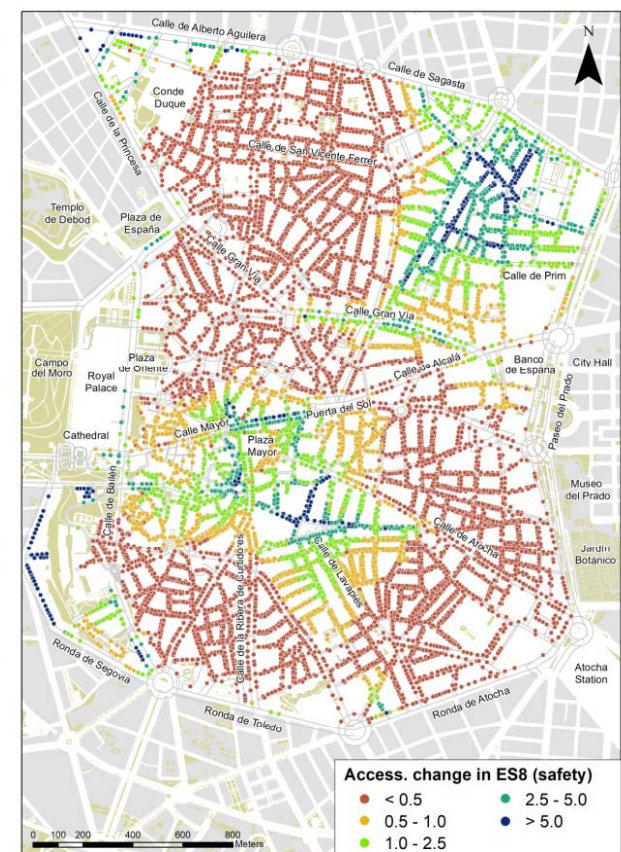 Calle de Alberto Aguilera
N
Calle de Sagasta
Conde
Duque
Calle de la Princesa
Calle de San Vicente Ferrer
Templo
de Debod
Plaza de
España
Calle Gran Vía
Calle de Prim
Calle Gran Vía
Campo
del Moro
Plaza
de Oriente
Royal
Palace
Calle de Alcalá
Banco
de España
City Hall
Paseo del Prado
Cathedral
Calle Mayor
Puerta del Sol
Plaza
Mayor
Calle de Bailén
Museo
del Prado
Calle de Atocha
Calle de la Ribera de Curtidores
Calle de Lavapiés
Jardín
Botánico
Ronda de Segovia
Atocha
Station
Ronda de Toledo
Ronda de Atocha
Access. change in ES8 (safety)
< 0.5
2.5 - 5.0
0.5 - 1.0
> 5.0
1.0 - 2.5
0 100 200 400 600 800
Meters